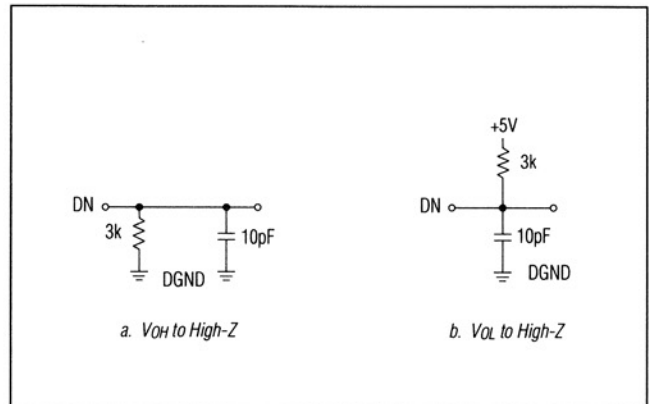 DN
3k
10pF
DGND
a. VOH to High-Z
+5V
3k
DN
10pF
DGND
b. VOL to High-Z